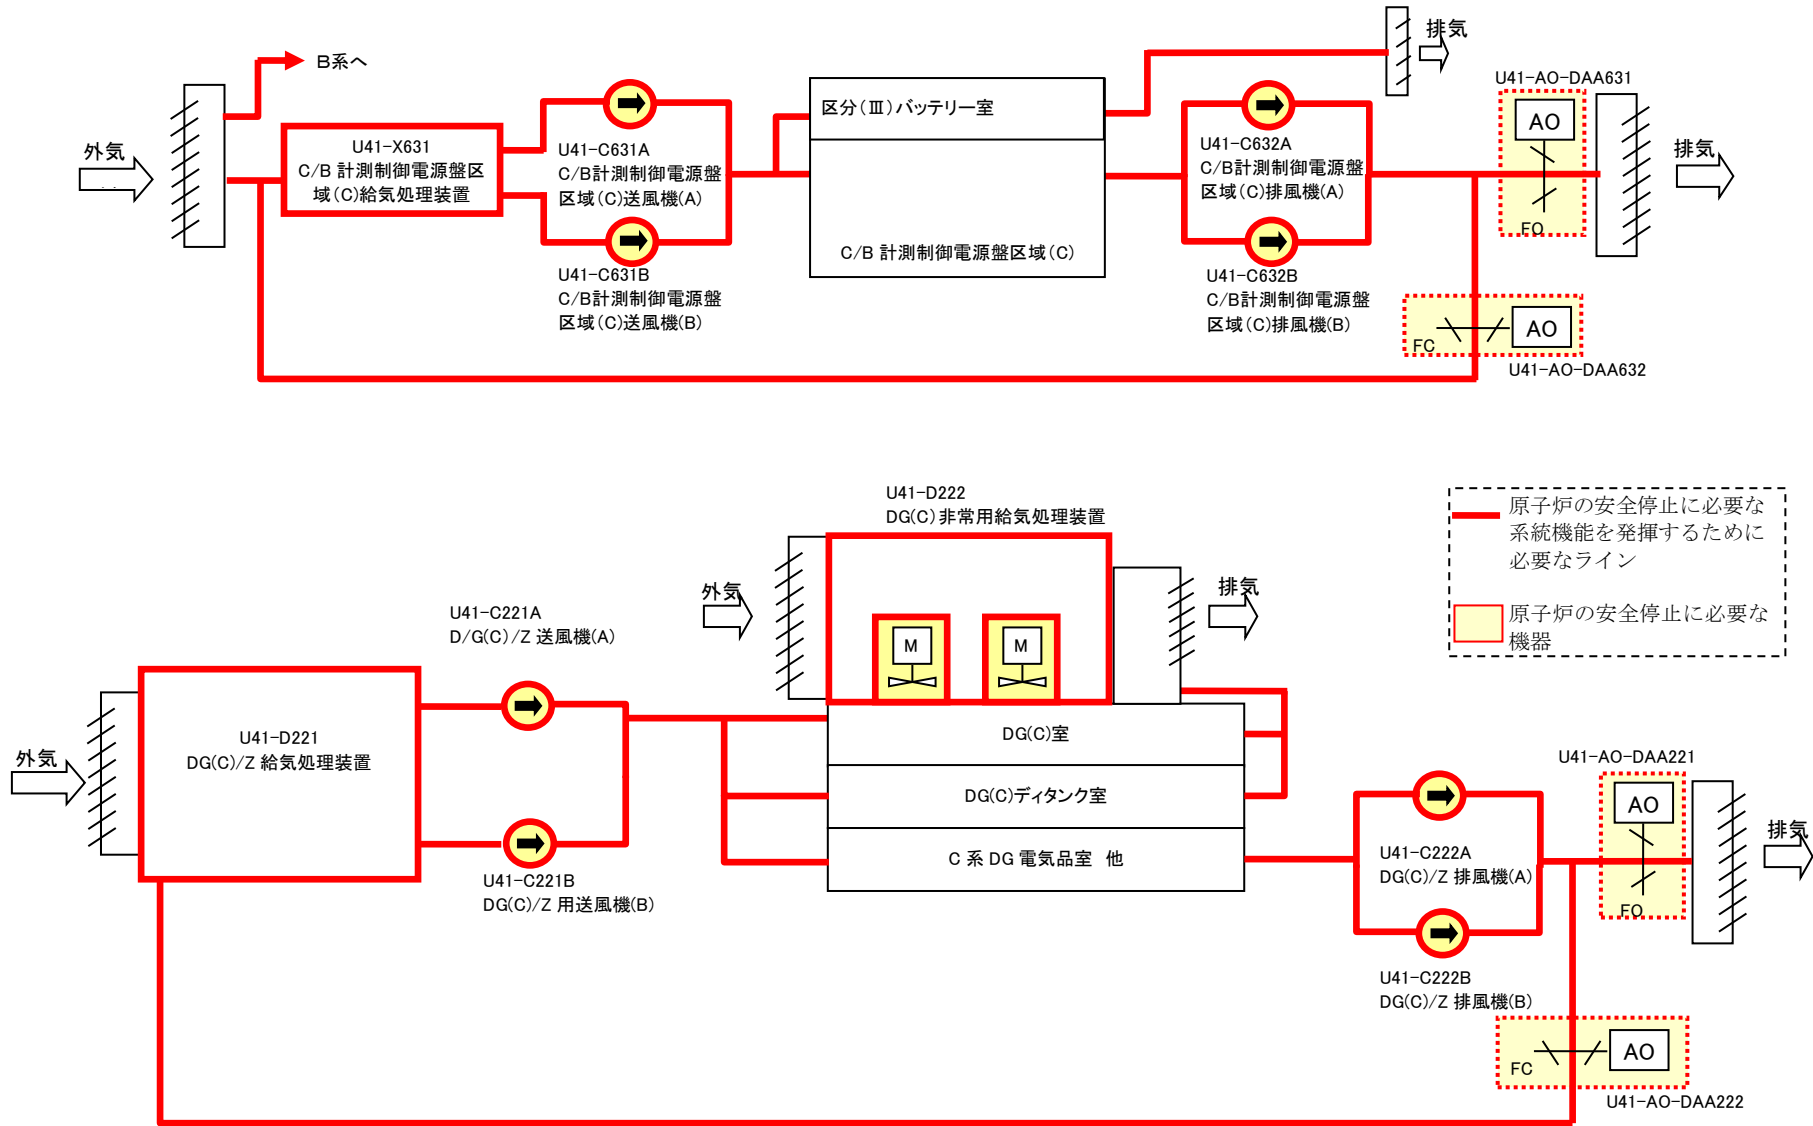 B系へ
外気
U41-X631
C/B 計測制御電源盤区
域(C)給気処理装置
U41-C631A
C/B計測制御電源盤
区域(C)送風機(A)
U41-C631B
C/B計測制御電源盤
区域(C)送風機(B)
区分(Ⅲ)バッテリー室
C/B 計測制御電源盤区域(C)
排気
U41-C632A
C/B計測制御電源盤
区域(C)排風機(A)
U41-C632B
C/B計測制御電源盤
区域(C)排風機(B)
U41-AO-DAA631
AO
FO
排気
AO
FC
U41-AO-DAA632
U41-D222
DG(C)非常用給気処理装置
外気
M
M
排気
原子炉の安全停止に必要な
系統機能を発揮するために
必要なライン
原子炉の安全停止に必要な
機器
外気
U41-D221
DG(C)/Z 給気処理装置
U41-C221A
D/G(C)/Z 送風機(A)
U41-C221B
DG(C)/Z 用送風機(B)
DG(C)室
DG(C)ディタンク室
C 系 DG 電気品室 他
U41-C222A
DG(C)/Z 排風機(A)
U41-C222B
DG(C)/Z 排風機(B)
U41-AO-DAA221
AO
FO
排気
AO
FC
U41-AO-DAA222